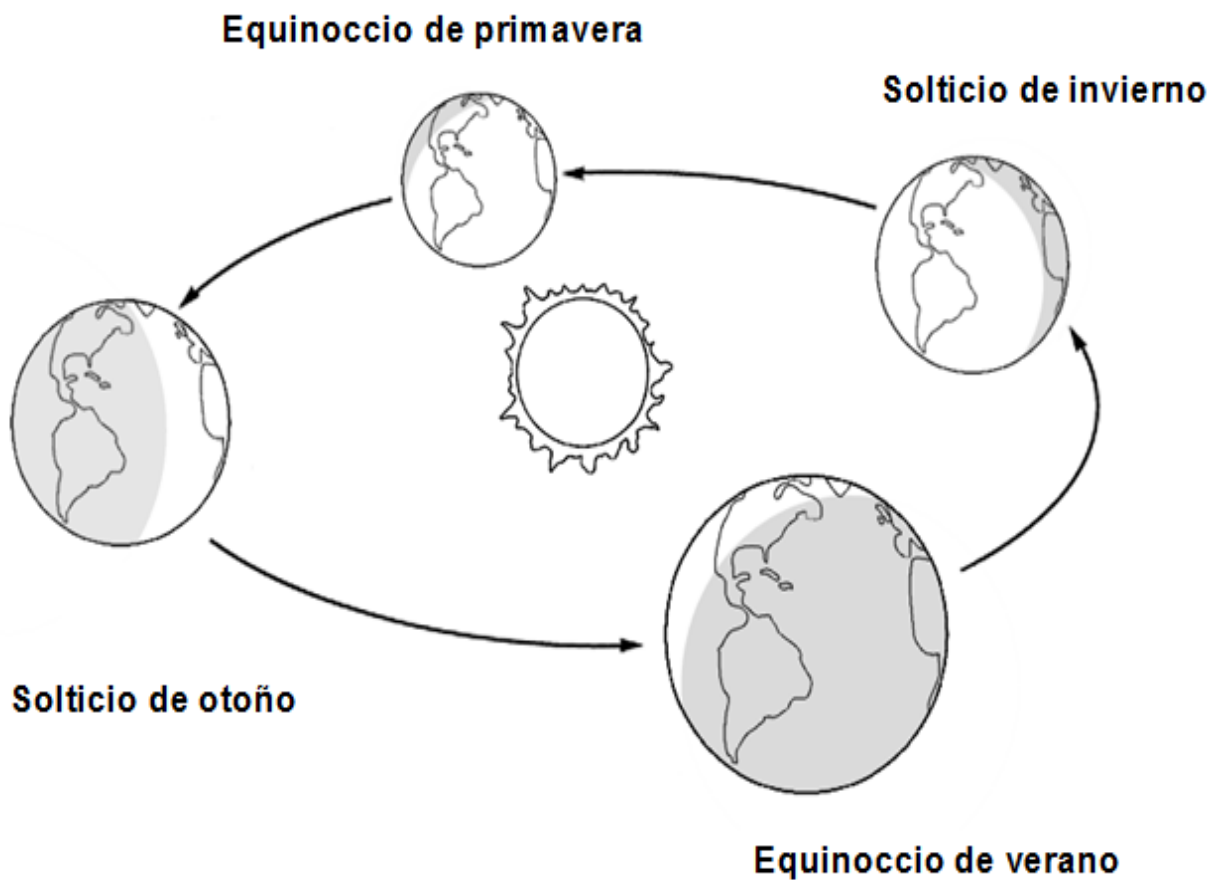 Equinoccio de primavera
Solticio de invierno
Solticio de otoño
Equinoccio de verano